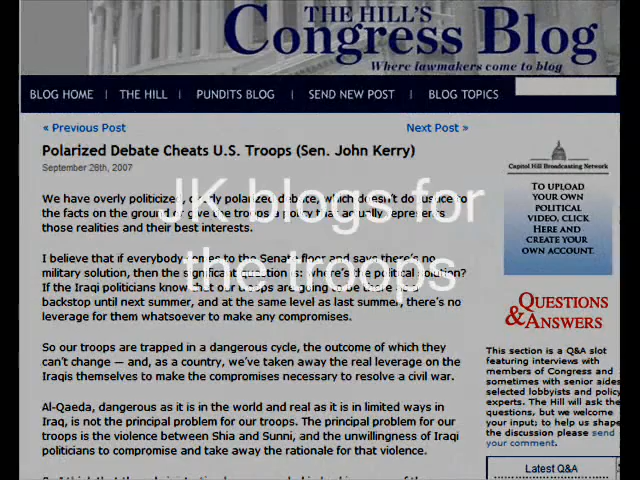 THE HILL'S
Congress Blog
Where lawmakers come to blog
BLOG HOME | THE HILL | PUNDITS BLOG | SEND NEW POST | BLOG TOPICS
« Previous Post
Next Post »
Polarized Debate Cheats U.S. Troops (Sen. John Kerry)
September 26th, 2007
We have overly politicized, overly polarized debate, which doesn't do justice to
the facts on the ground or give the troops a policy that actually represents
those realities and their best interests.
I believe that if everybody comes to the Senate floor and says there's no
military solution, then the significant question is: where's the political solution?
If the Iraqi politicians know that our troops are going to be there as a
backstop until next summer, and at the same level as last summer, there's no
leverage for them whatsoever to make any compromises.
So our troops are trapped in a dangerous cycle, the outcome of which they
can't change — and, as a country, we've taken away the real leverage on the
Iraqis themselves to make the compromises necessary to resolve a civil war.
Al-Qaeda, dangerous as it is in the world and real as it is in limited ways in
Iraq, is not the principal problem for our troops. The principal problem for our
troops is the violence between Shia and Sunni, and the unwillingness of Iraqi
politicians to compromise and take away the rationale for that violence.
JK blogs for
the troops
Capitol Hill Broadcasting Network
TO UPLOAD
YOUR OWN
POLITICAL
VIDEO, CLICK
HERE AND
CREATE YOUR
OWN ACCOUNT.
QUESTIONS
& ANSWERS
This section is a Q&A slot
featuring interviews with
members of Congress and
sometimes with senior aides
selected lobbyists and policy
experts. The Hill will ask the
questions, but we welcome
your input; to help us shape
the discussion please send
your comment.
Latest Q&A